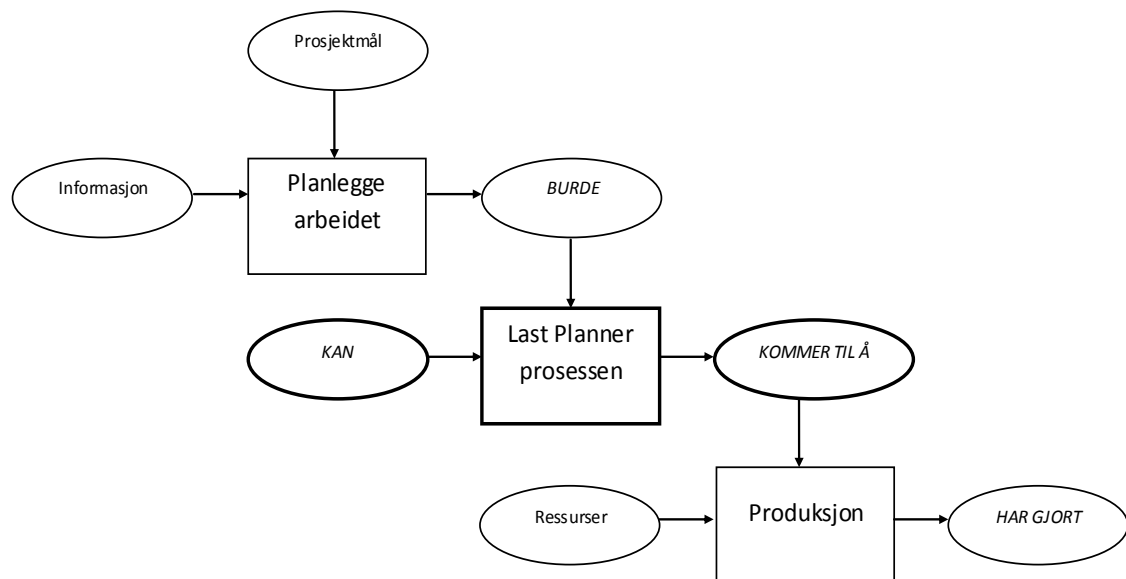 Prosjektmål
Informasjon
Planlegge
arbeidet
BURDE
KAN
Last Planner
prosessen
KOMMER TIL Å
Ressurser
Produksjon
HAR GJORT